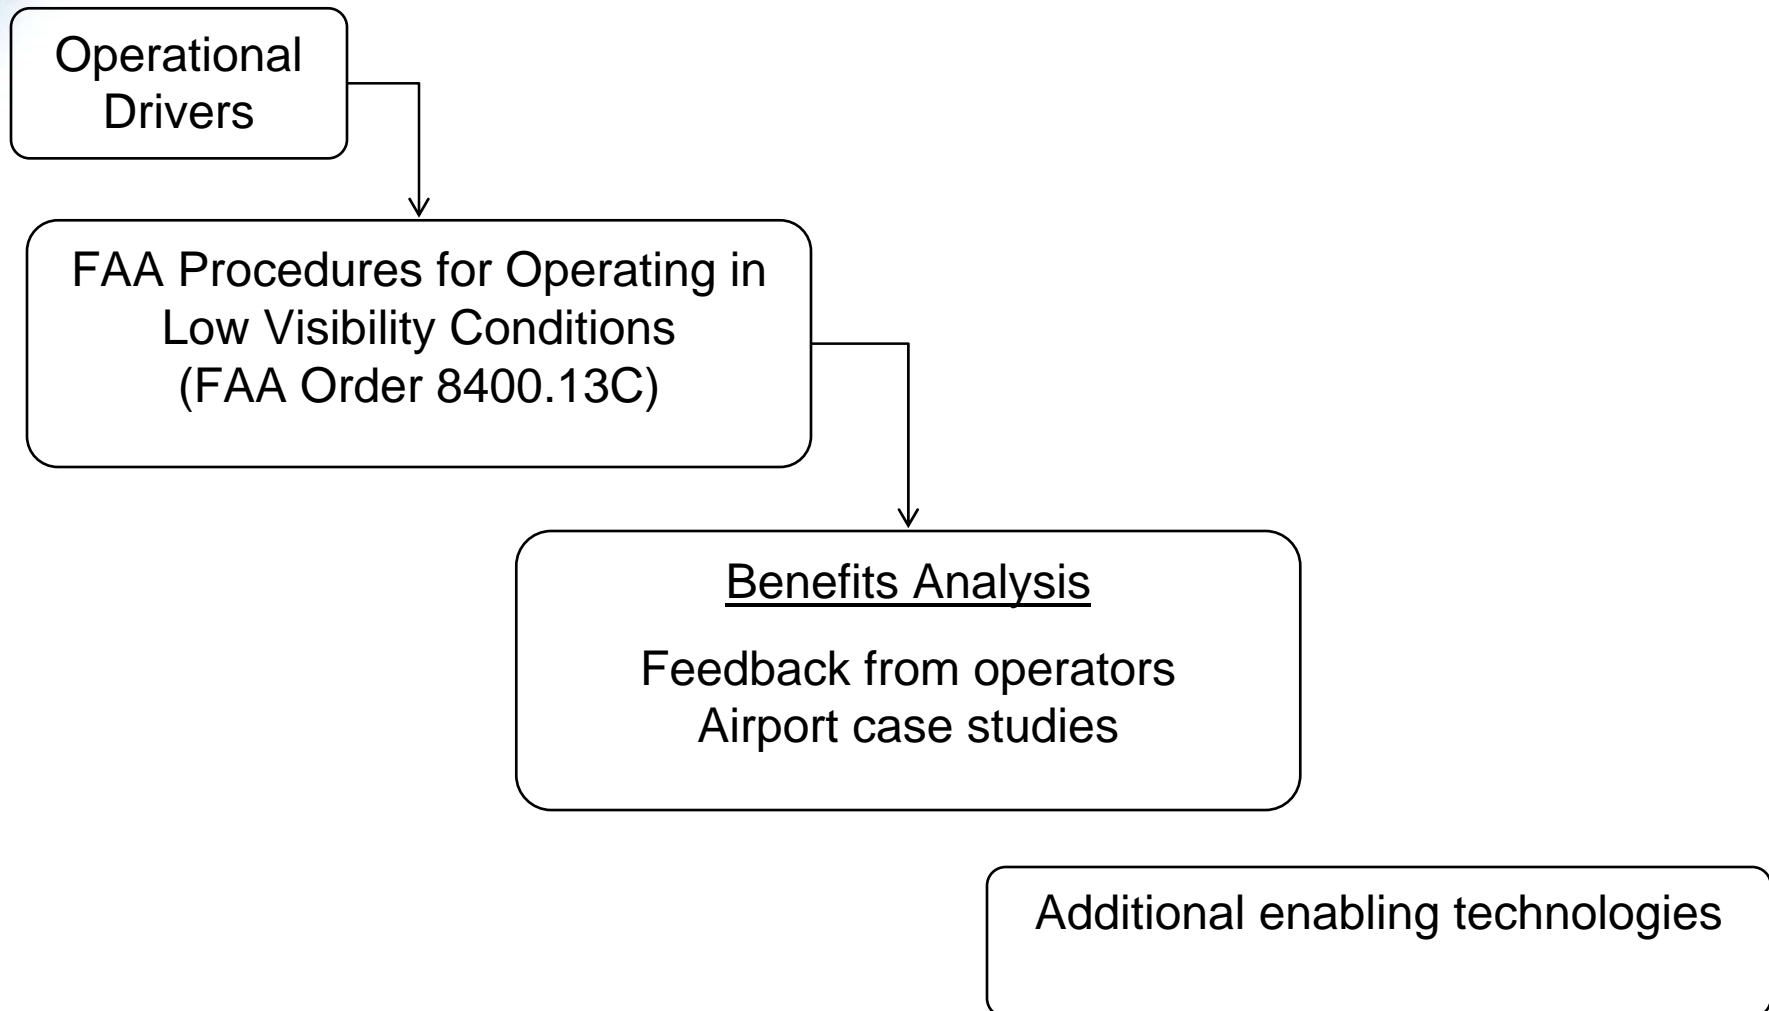 Operational
Drivers
FAA Procedures for Operating in
Low Visibility Conditions
(FAA Order 8400.13C)
Benefits Analysis
Feedback from operators
Airport case studies
Additional enabling technologies